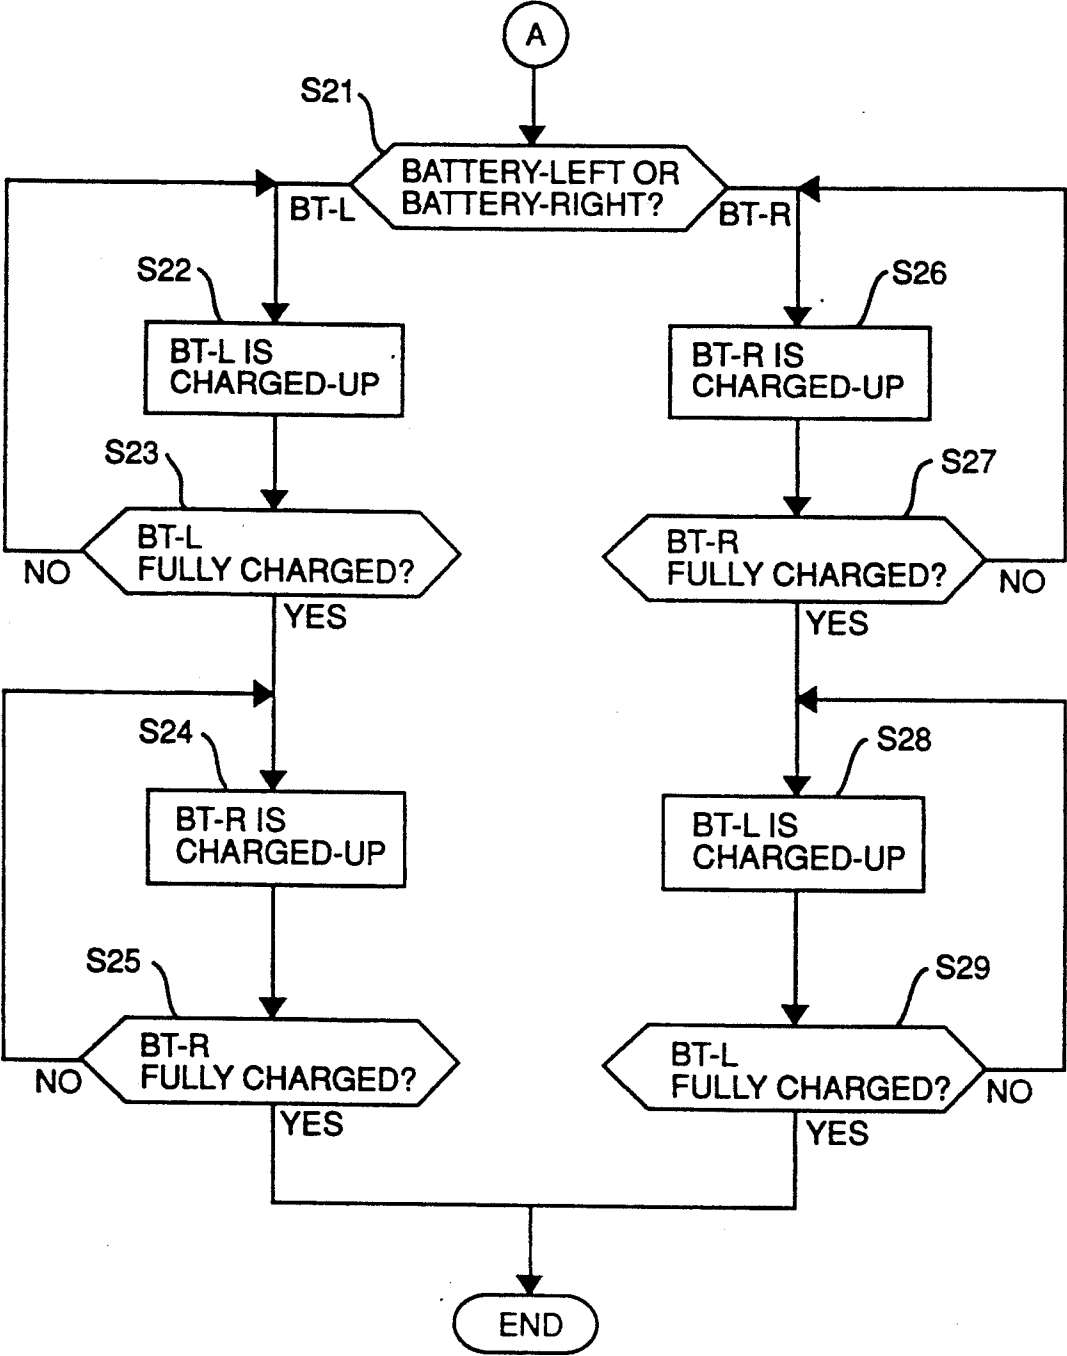 A
S21
BATTERY-LEFT OR
BATTERY-RIGHT?
BT-L
BT-R
S22
BT-L IS
CHARGED-UP
S26
BT-R IS
CHARGED-UP
S23
BT-L
FULLY CHARGED?
NO
YES
S27
BT-R
FULLY CHARGED?
NO
YES
S24
BT-R IS
CHARGED-UP
S28
BT-L IS
CHARGED-UP
S25
BT-R
FULLY CHARGED?
NO
YES
S29
BT-L
FULLY CHARGED?
NO
YES
END